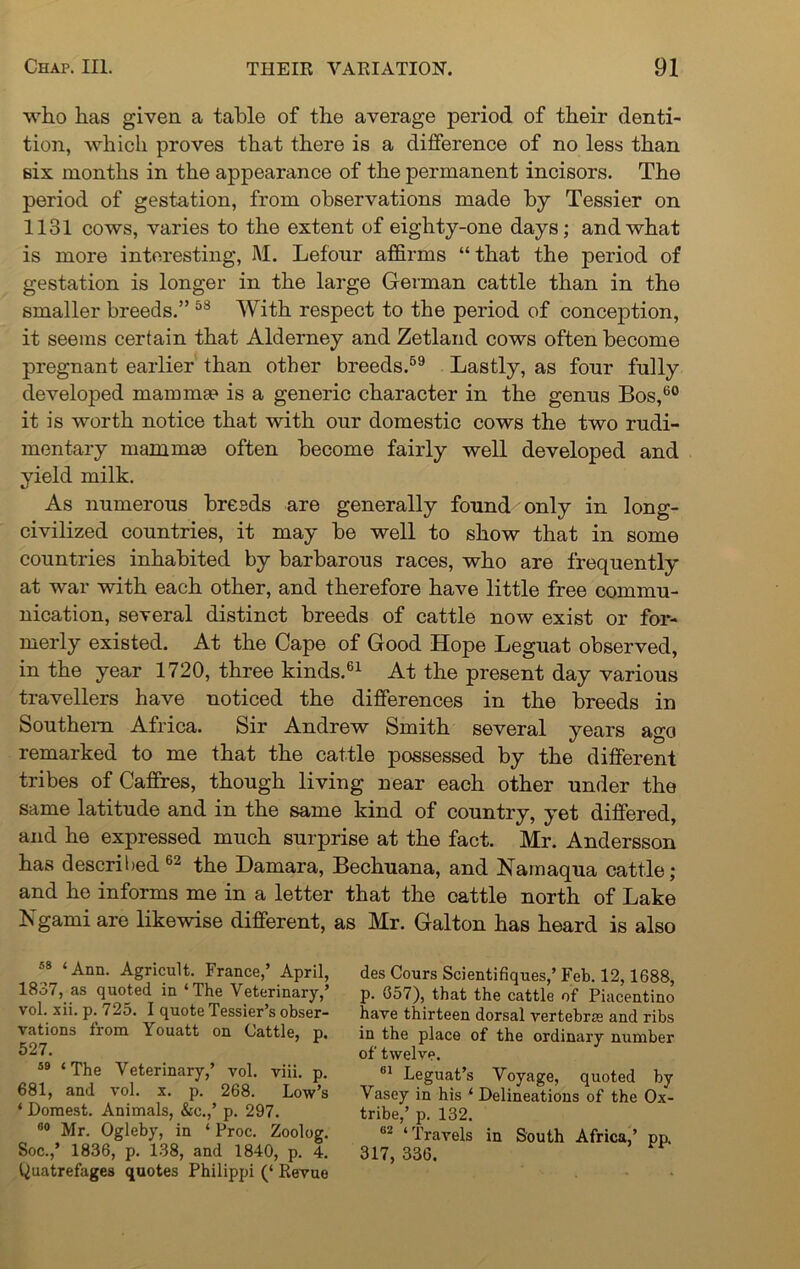 Chap. III. THEIR VARIATION. 91
who has given a table of the average period of their denti-
tion, which proves that there is a difference of no less than
six months in the appearance of the permanent incisors. The
period of gestation, from observations made by Tessier on
1131 cows, varies to the extent of eighty-one days; and what
is more interesting, M. Lefour affirms “that the period of
gestation is longer in the large German cattle than in the
smaller breeds.” ⁵⁸ With respect to the period of conception,
it seems certain that Alderney and Zetland cows often become
pregnant earlier than other breeds.⁵⁹ Lastly, as four fully
developed mammæ is a generic character in the genus Bos,⁶⁰
it is worth notice that with our domestic cows the two rudi-
mentary mammæ often become fairly well developed and
yield milk.
As numerous breeds are generally found only in long-
civilized countries, it may be well to show that in some
countries inhabited by barbarous races, who are frequently
at war with each other, and therefore have little free commu-
nication, several distinct breeds of cattle now exist or for-
merly existed. At the Cape of Good Hope Leguat observed,
in the year 1720, three kinds.⁶¹ At the present day various
travellers have noticed the differences in the breeds in
Southern Africa. Sir Andrew Smith several years ago
remarked to me that the cattle possessed by the different
tribes of Caffres, though living near each other under the
same latitude and in the same kind of country, yet differed,
and he expressed much surprise at the fact. Mr. Andersson
has described ⁶² the Damara, Bechuana, and Namaqua cattle;
and he informs me in a letter that the cattle north of Lake
Ngami are likewise different, as Mr. Galton has heard is also
⁵⁸ ‘Ann. Agricult. France,’ April,
1837, as quoted in ‘The Veterinary,’
vol. xii. p. 725. I quote Tessier’s obser-
vations from Youatt on Cattle, p.
527.
⁵⁹ ‘The Veterinary,’ vol. viii. p.
681, and vol. x. p. 268. Low’s
‘Domest. Animals, &c.,’ p. 297.
⁶⁰ Mr. Ogleby, in ‘Proc. Zoolog.
Soc.,’ 1836, p. 138, and 1840, p. 4.
Quatrefages quotes Philippi (‘Revue
des Cours Scientifiques,’ Feb. 12, 1688,
p. 657), that the cattle of Piacentino
have thirteen dorsal vertebræ and ribs
in the place of the ordinary number
of twelve.
⁶¹ Leguat’s Voyage, quoted by
Vasey in his ‘Delineations of the Ox-
tribe,’ p. 132.
⁶² ‘Travels in South Africa,’ pp.
317, 336.